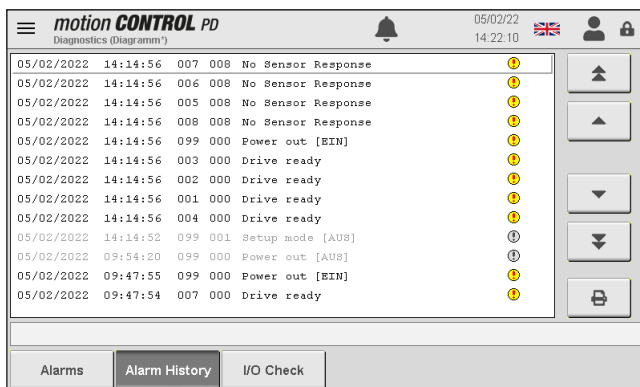 motion CONTROL PD
Diagnostics (Diagramm*)
05/02/22
14:22:10
05/02/2022 14:14:56 007 008 No Sensor Response
05/02/2022 14:14:56 006 008 No Sensor Response
05/02/2022 14:14:56 005 008 No Sensor Response
05/02/2022 14:14:56 008 008 No Sensor Response
05/02/2022 14:14:56 099 000 Power out [EIN]
05/02/2022 14:14:56 003 000 Drive ready
05/02/2022 14:14:56 002 000 Drive ready
05/02/2022 14:14:56 001 000 Drive ready
05/02/2022 14:14:56 004 000 Drive ready
05/02/2022 14:14:52 099 001 Setup mode [AUS]
05/02/2022 09:54:20 099 000 Power out [AUS]
05/02/2022 09:47:55 099 000 Power out [EIN]
05/02/2022 09:47:54 007 000 Drive ready
Alarms Alarm History I/O Check